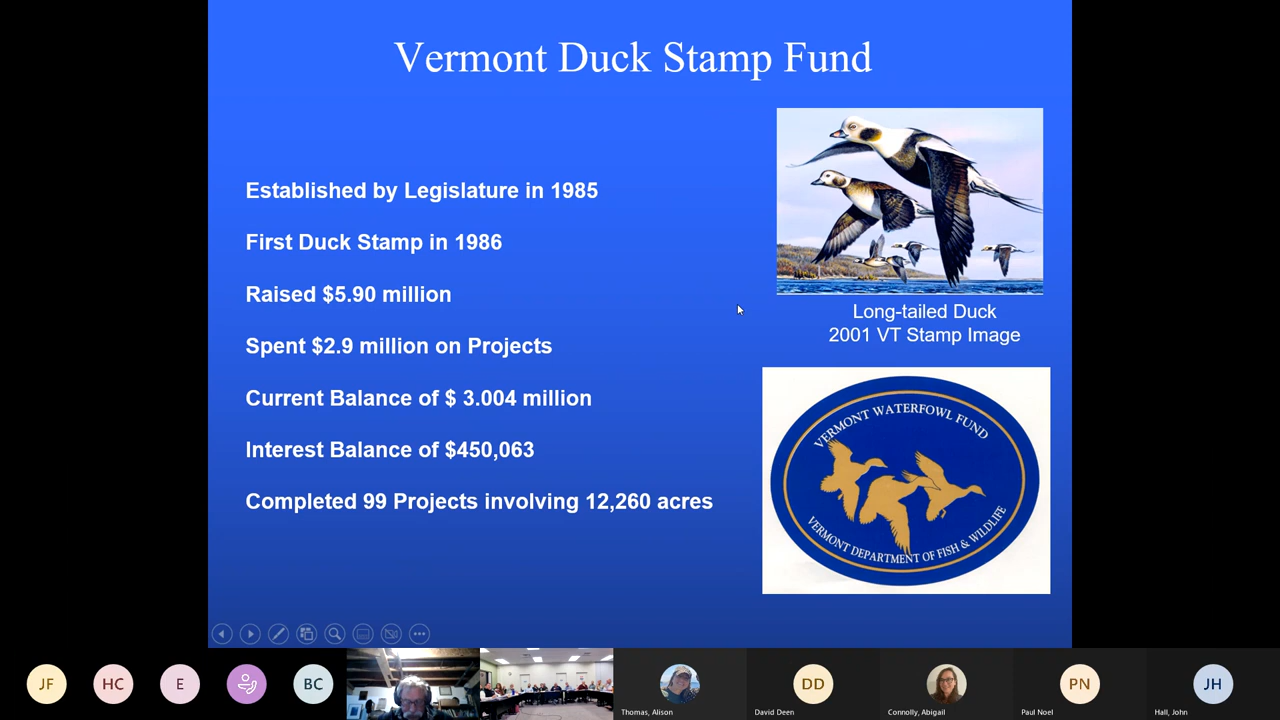 Vermont Duck Stamp Fund
Established by Legislature in 1985
First Duck Stamp in 1986
Raised $5.90 million
Spent $2.9 million on Projects
Current Balance of $ 3.004 million
Interest Balance of $450,063
Completed 99 Projects involving 12,260 acres
Long-tailed Duck
2001 VT Stamp Image
VERMONT WATERFOWL FUND
VERMONT DEPARTMENT OF FISH & WILDLIFE
JF
HC
E
BC
Thomas, Alison
DD
David Deen
Connolly, Abigail
PN
Paul Noel
JH
Hall, John